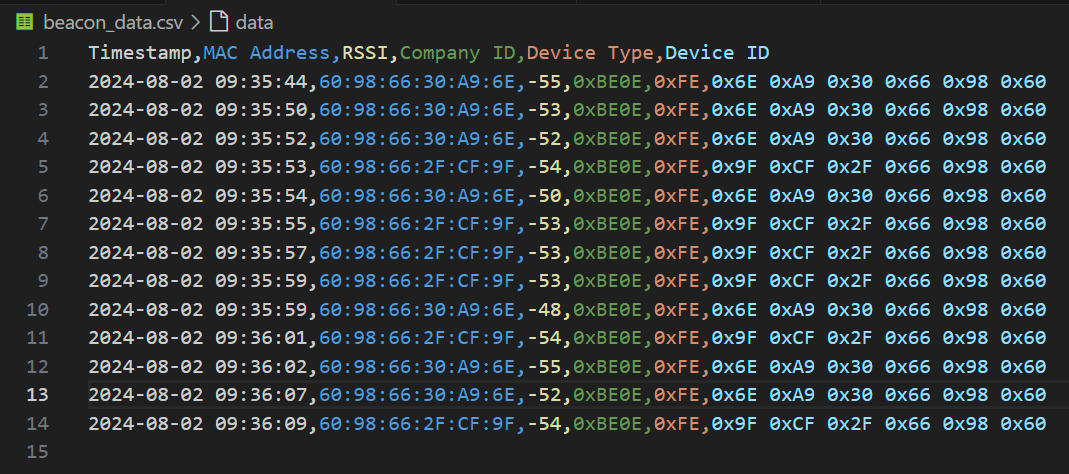 beacon_data.csv > data
1 Timestamp,MAC Address,RSSI,Company ID,Device Type,Device ID
2 2024-08-02 09:35:44,60:98:66:30:A9:6E,-55,0xBE0E,0xFE,0x6E 0xA9 0x30 0x66 0x98 0x60
3 2024-08-02 09:35:50,60:98:66:30:A9:6E,-53,0xBE0E,0xFE,0x6E 0xA9 0x30 0x66 0x98 0x60
4 2024-08-02 09:35:52,60:98:66:30:A9:6E,-52,0xBE0E,0xFE,0x6E 0xA9 0x30 0x66 0x98 0x60
5 2024-08-02 09:35:53,60:98:66:2F:CF:9F,-54,0xBE0E,0xFE,0x9F 0xCF 0x2F 0x66 0x98 0x60
6 2024-08-02 09:35:54,60:98:66:30:A9:6E,-50,0xBE0E,0xFE,0x6E 0xA9 0x30 0x66 0x98 0x60
7 2024-08-02 09:35:55,60:98:66:2F:CF:9F,-53,0xBE0E,0xFE,0x9F 0xCF 0x2F 0x66 0x98 0x60
8 2024-08-02 09:35:57,60:98:66:2F:CF:9F,-53,0xBE0E,0xFE,0x9F 0xCF 0x2F 0x66 0x98 0x60
9 2024-08-02 09:35:59,60:98:66:2F:CF:9F,-53,0xBE0E,0xFE,0x9F 0xCF 0x2F 0x66 0x98 0x60
10 2024-08-02 09:35:59,60:98:66:30:A9:6E,-48,0xBE0E,0xFE,0x6E 0xA9 0x30 0x66 0x98 0x60
11 2024-08-02 09:36:01,60:98:66:2F:CF:9F,-54,0xBE0E,0xFE,0x9F 0xCF 0x2F 0x66 0x98 0x60
12 2024-08-02 09:36:02,60:98:66:30:A9:6E,-55,0xBE0E,0xFE,0x6E 0xA9 0x30 0x66 0x98 0x60
13 2024-08-02 09:36:07,60:98:66:30:A9:6E,-52,0xBE0E,0xFE,0x6E 0xA9 0x30 0x66 0x98 0x60
14 2024-08-02 09:36:09,60:98:66:2F:CF:9F,-54,0xBE0E,0xFE,0x9F 0xCF 0x2F 0x66 0x98 0x60
15